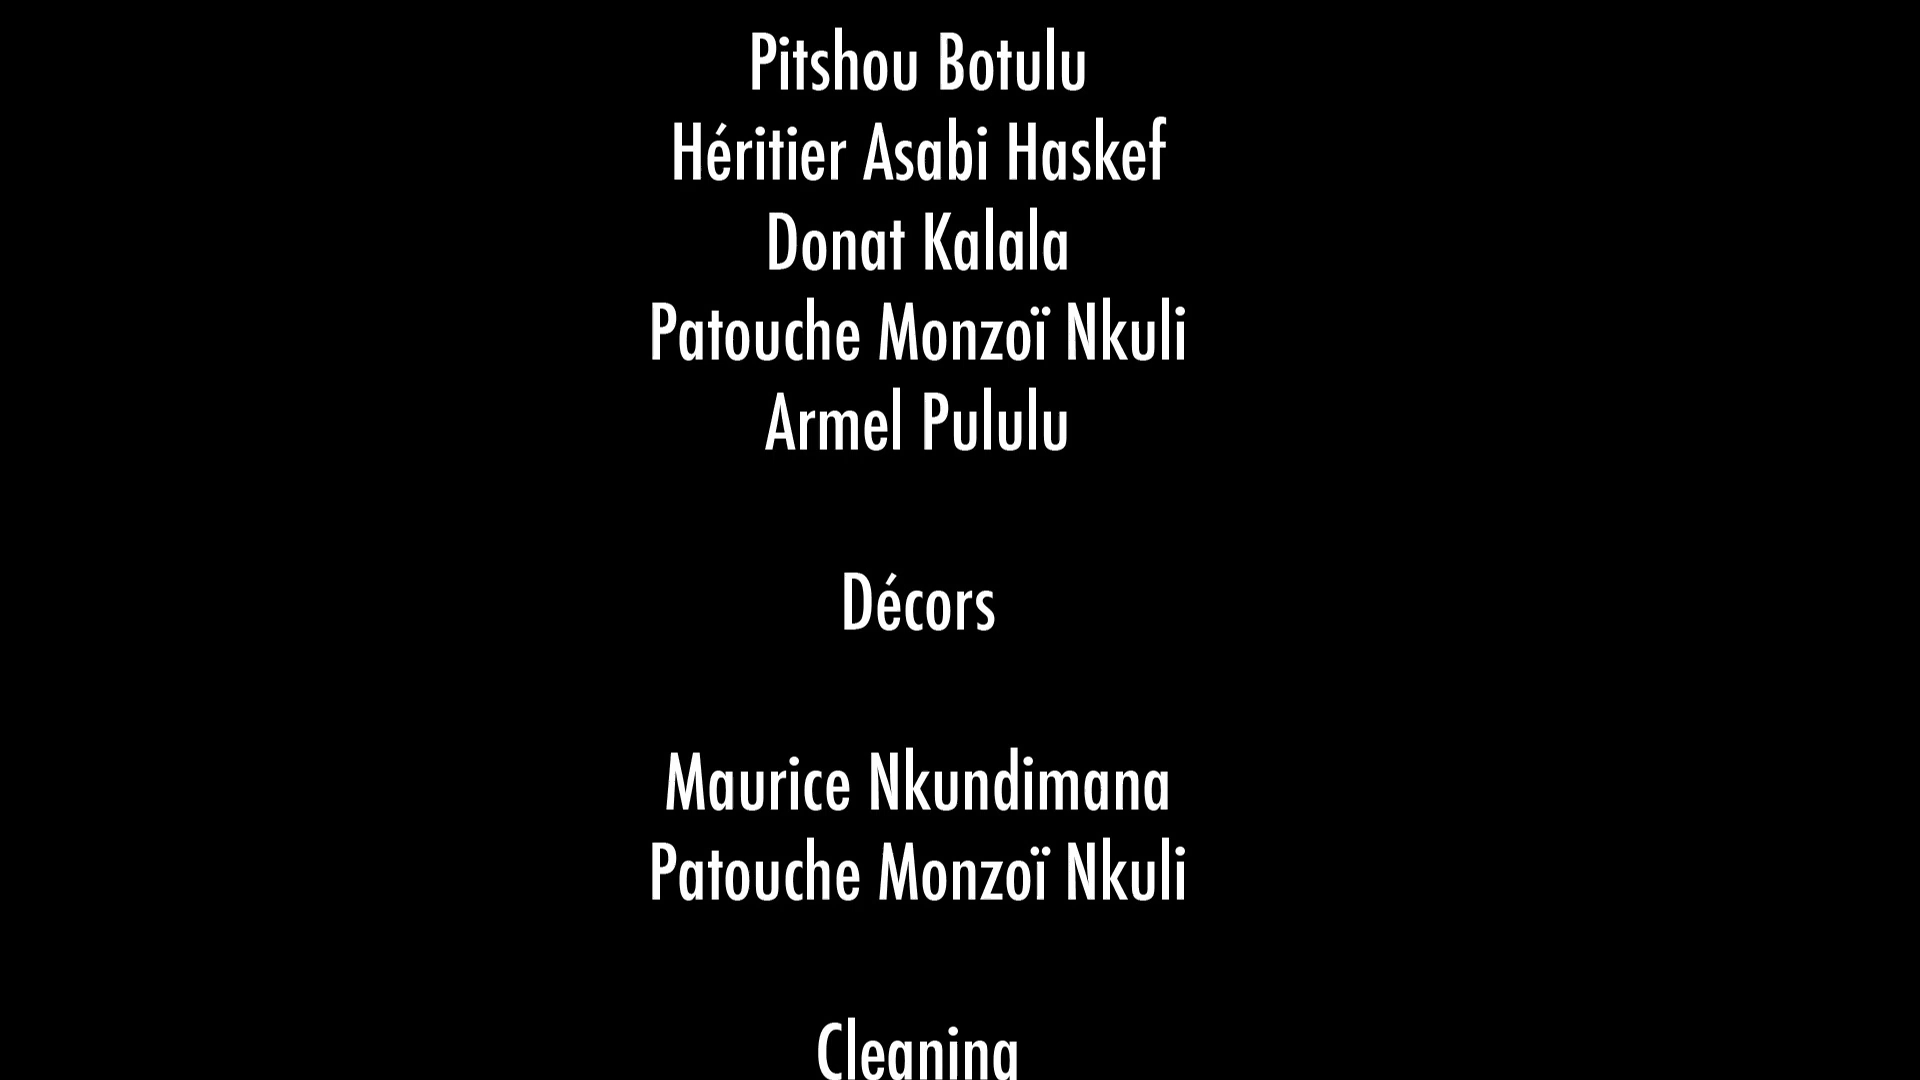 Pitshou Botulu
Héritier Asabi Haskef
Donat Kalala
Patouche Monzoï Nkuli
Armel Pululu
Décors
Maurice Nkundimana
Patouche Monzoï Nkuli
Cleaning